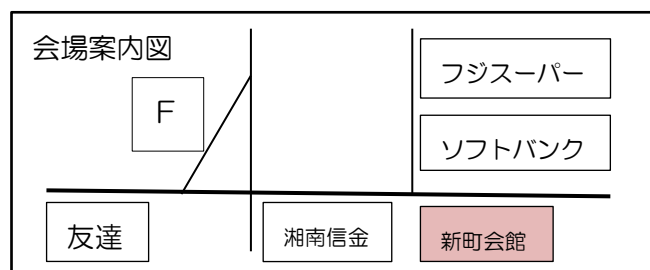 会場案内図
F
フジスーパー
ソフトバンク
友達
湘南信金
新町会館